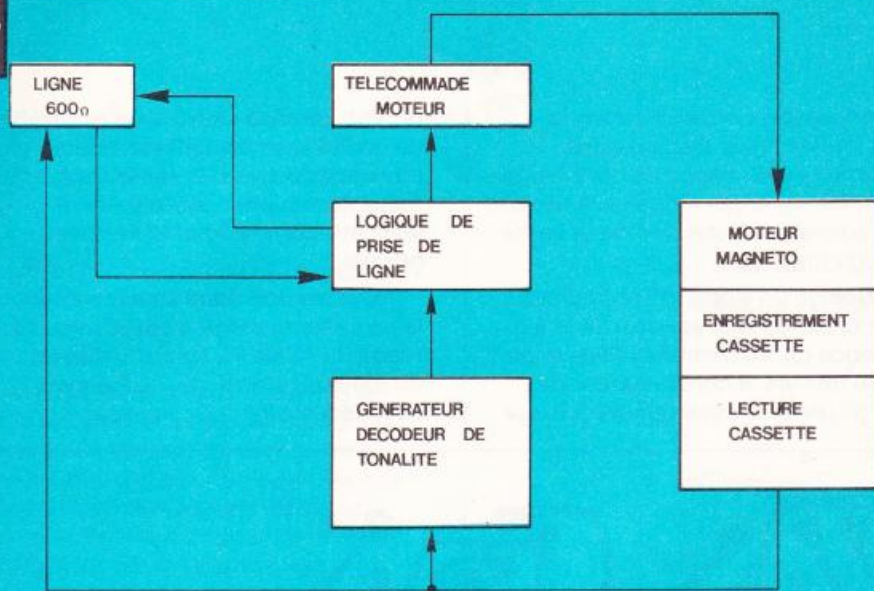 LIGNE
600Ω
TELECOMMADE
MOTEUR
LOGIQUE DE
PRISE DE
LIGNE
MOTEUR
MAGNETO
ENREGISTREMENT
CASSETTE
GENERATEUR
DECODEUR DE
TONALITE
LECTURE
CASSETTE